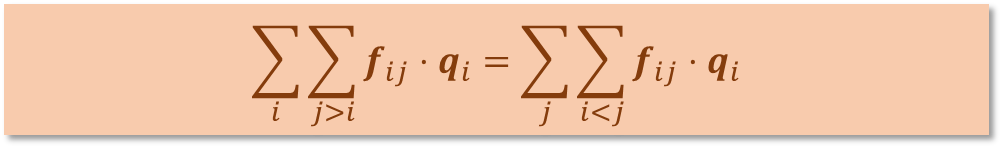 ∑_i ∑_{j>i} 𝒇_{ij} · 𝒒_i = ∑_j ∑_{i<j} 𝒇_{ij} · 𝒒_i